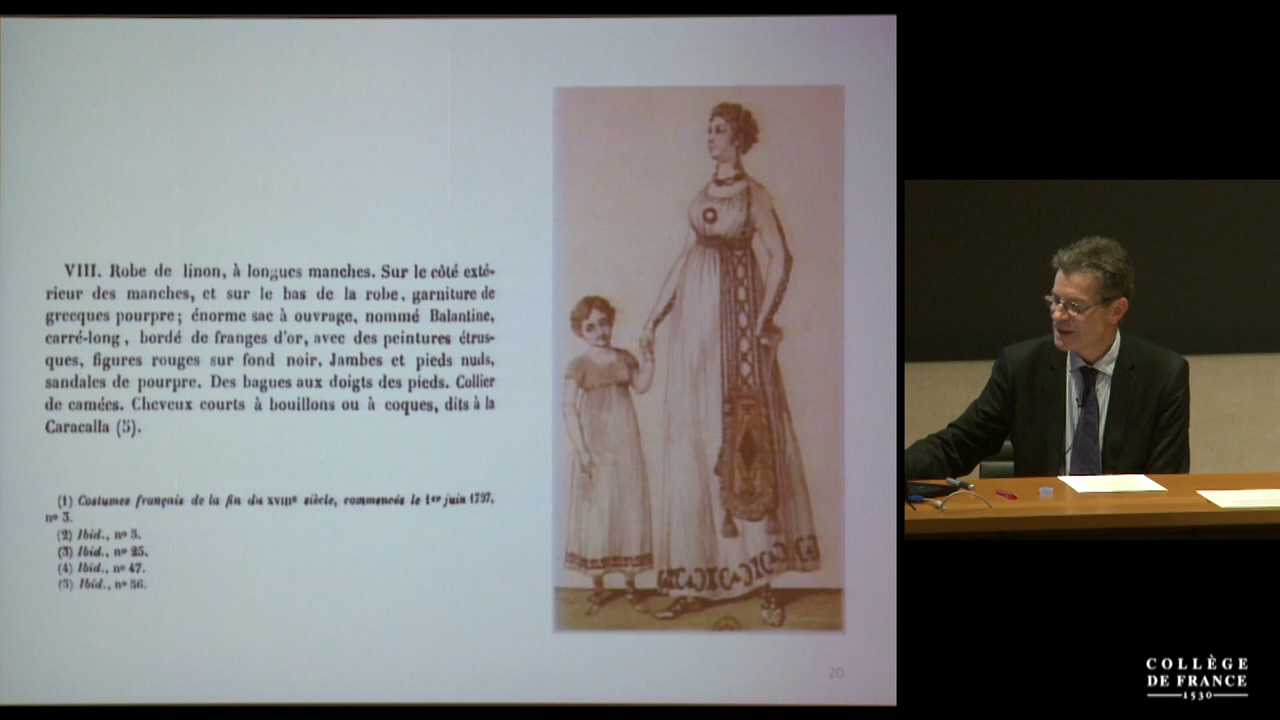 VIII. Robe de linon, à longues manches. Sur le côté exté-
rieur des manches, et sur le bas de la robe, garniture de
grecques pourpre; énorme sac à ouvrage, nommé Balantine,
carré-long, bordé de franges d'or, avec des peintures étrus-
ques, figures rouges sur fond noir. Jambes et pieds nuds,
sandales de pourpre. Des bagues aux doigts des pieds. Collier
de camées. Cheveux courts à bouillons ou à coques, dits à la
Caracalla (5).
(1) Costumes français de la fin du XVIIIe siècle, commencés le 1er juin 1797,
no 3.
(2) Ibid., no 5.
(3) Ibid., no 25.
(4) Ibid., no 47.
(5) Ibid., no 56.
20
COLLÈGE
DE FRANCE
1530